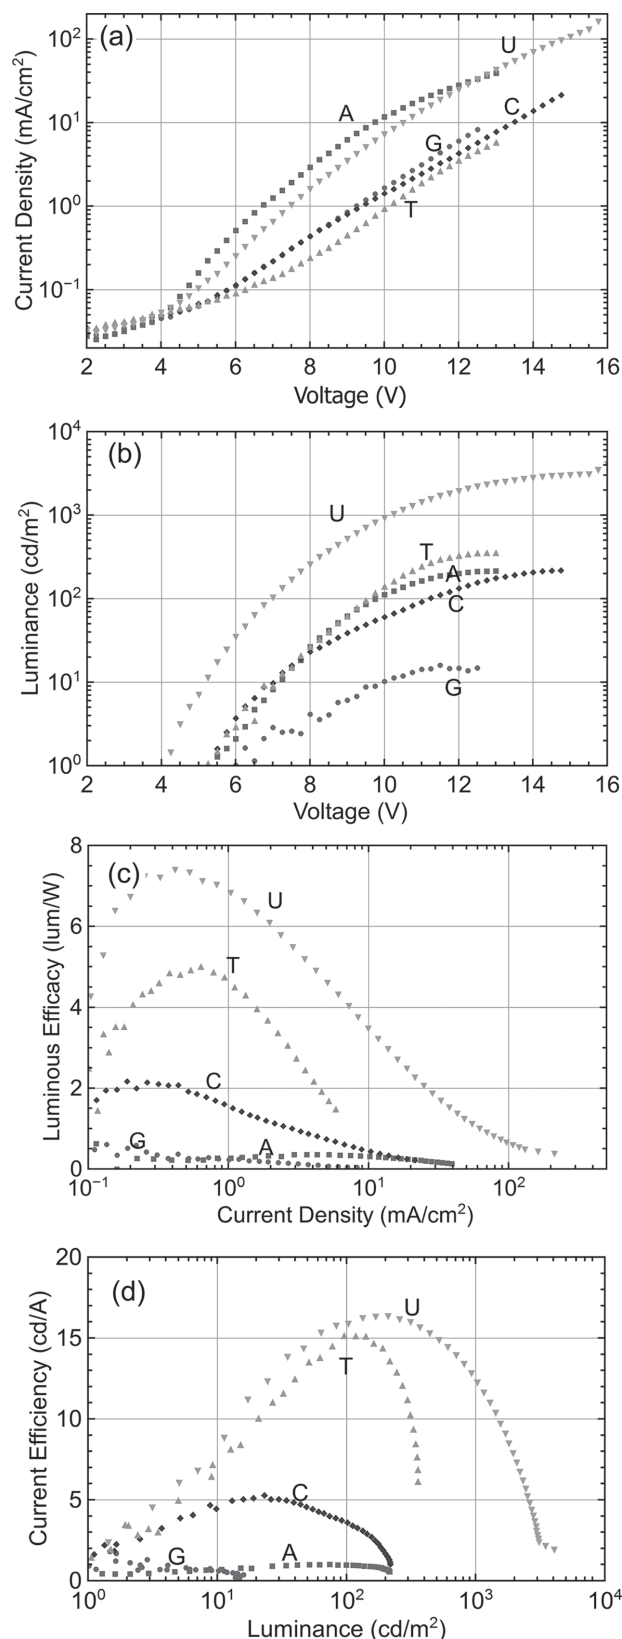 (a)
U
A
C
G
T
10²
10¹
10⁰
10⁻¹
Current Density (mA/cm²)
2 4 6 8 10 12 14 16
Voltage (V)
(b)
U
T
A
C
G
10⁴
10³
10²
10¹
10⁰
Luminance (cd/m²)
2 4 6 8 10 12 14 16
Voltage (V)
(c)
U
T
C
G
A
8
6
4
2
0
Luminous Efficacy (lum/W)
10⁻¹ 10⁰ 10¹ 10²
Current Density (mA/cm²)
(d)
U
T
C
G
A
20
15
10
5
0
Current Efficiency (cd/A)
10⁰ 10¹ 10² 10³ 10⁴
Luminance (cd/m²)